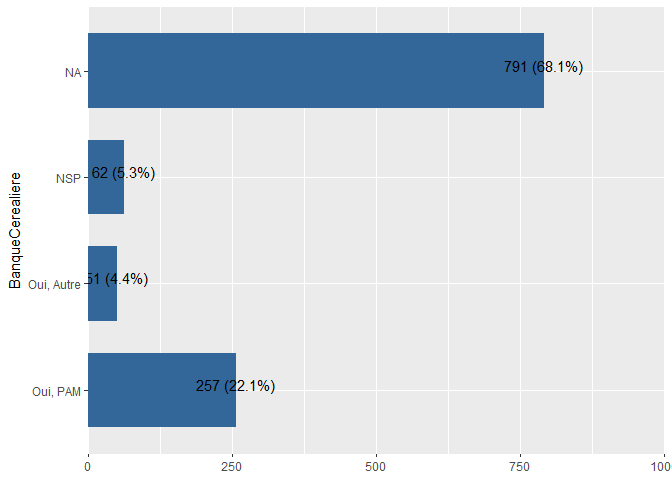 BanqueCerealiere
NA
791 (68.1%)
NSP
62 (5.3%)
Oui, Autre
51 (4.4%)
Oui, PAM
257 (22.1%)
0
250
500
750
100